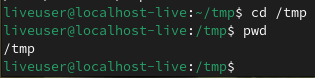 liveuser@localhost-live:~/tmp$ cd /tmp
liveuser@localhost-live:/tmp$ pwd
/tmp
liveuser@localhost-live:/tmp$